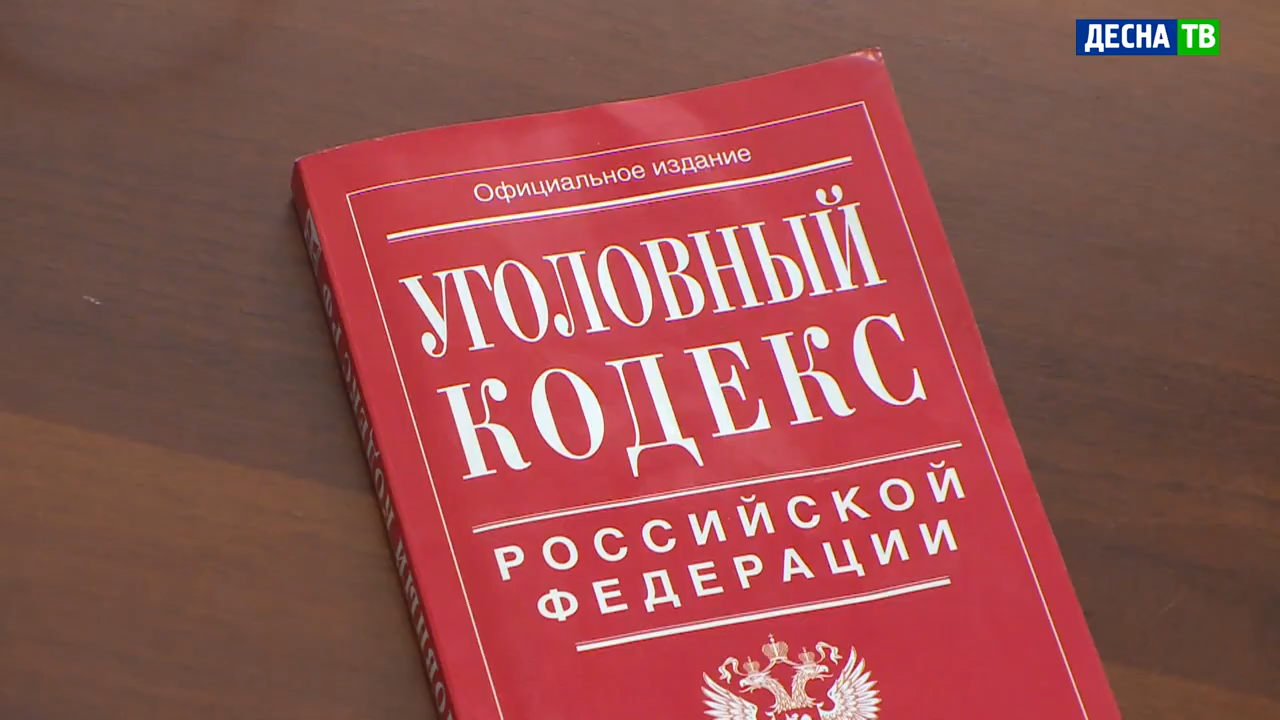 ДЕСНА ТВ
Официальное издание
УГОЛОВНЫЙ
КОДЕКС
РОССИЙСКОЙ
ФЕДЕРАЦИИ